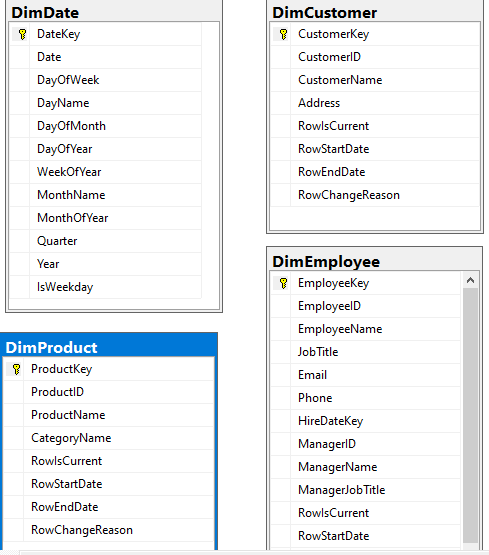 DimDate
DateKey
Date
DayOfWeek
DayName
DayOfMonth
DayOfYear
WeekOfYear
MonthName
MonthOfYear
Quarter
Year
IsWeekday
DimCustomer
CustomerKey
CustomerID
CustomerName
Address
RowIsCurrent
RowStartDate
RowEndDate
RowChangeReason
DimProduct
ProductKey
ProductID
ProductName
CategoryName
RowIsCurrent
RowStartDate
RowEndDate
RowChangeReason
DimEmployee
EmployeeKey
EmployeeID
EmployeeName
JobTitle
Email
Phone
HireDateKey
ManagerID
ManagerName
ManagerJobTitle
RowIsCurrent
RowStartDate